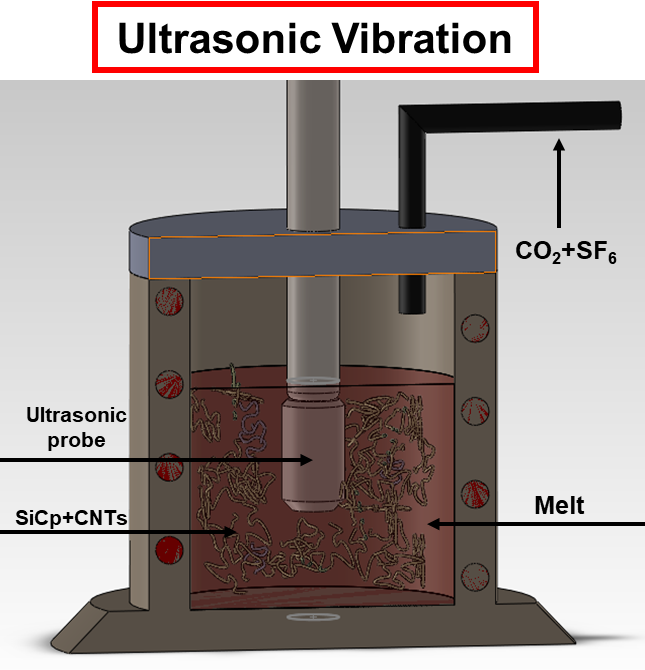 Ultrasonic Vibration
CO₂+SF₆
Ultrasonic
probe
SiCp+CNTs
Melt